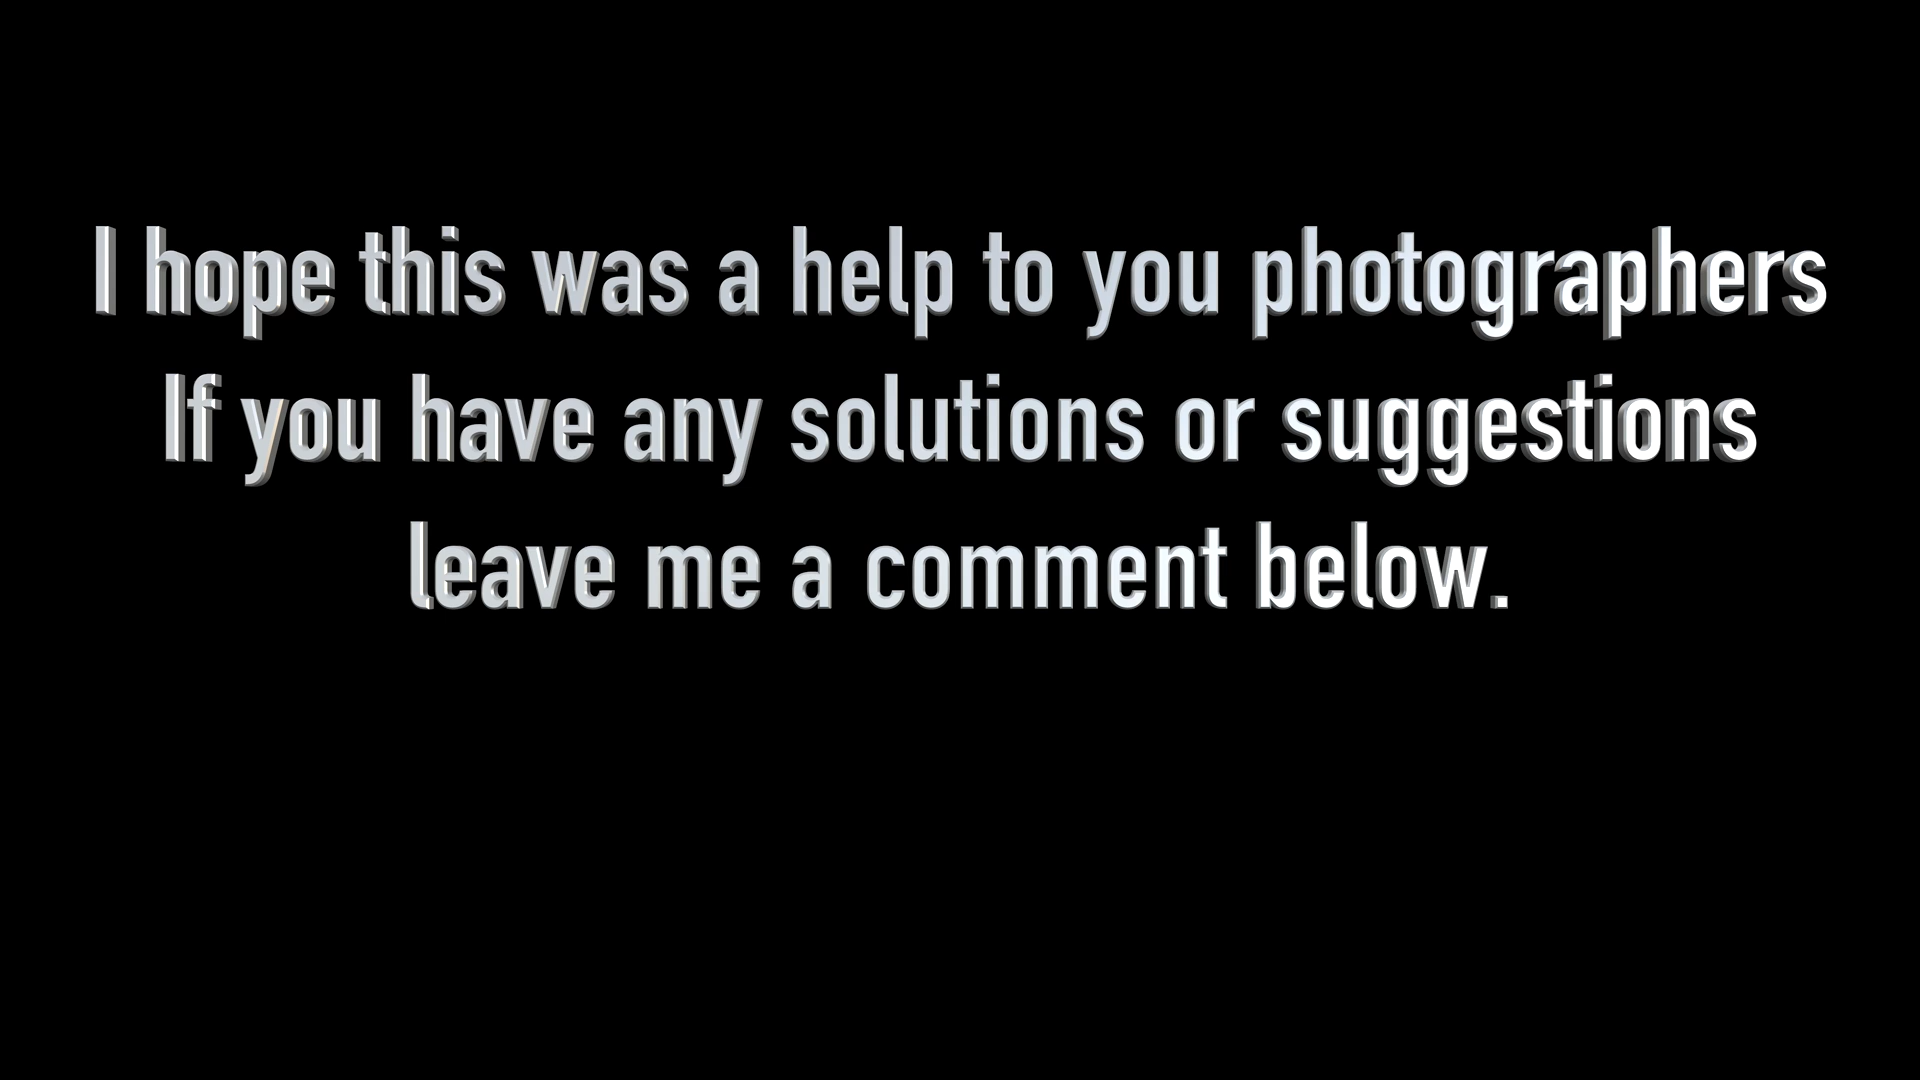 I hope this was a help to you photographers
If you have any solutions or suggestions
leave me a comment below.